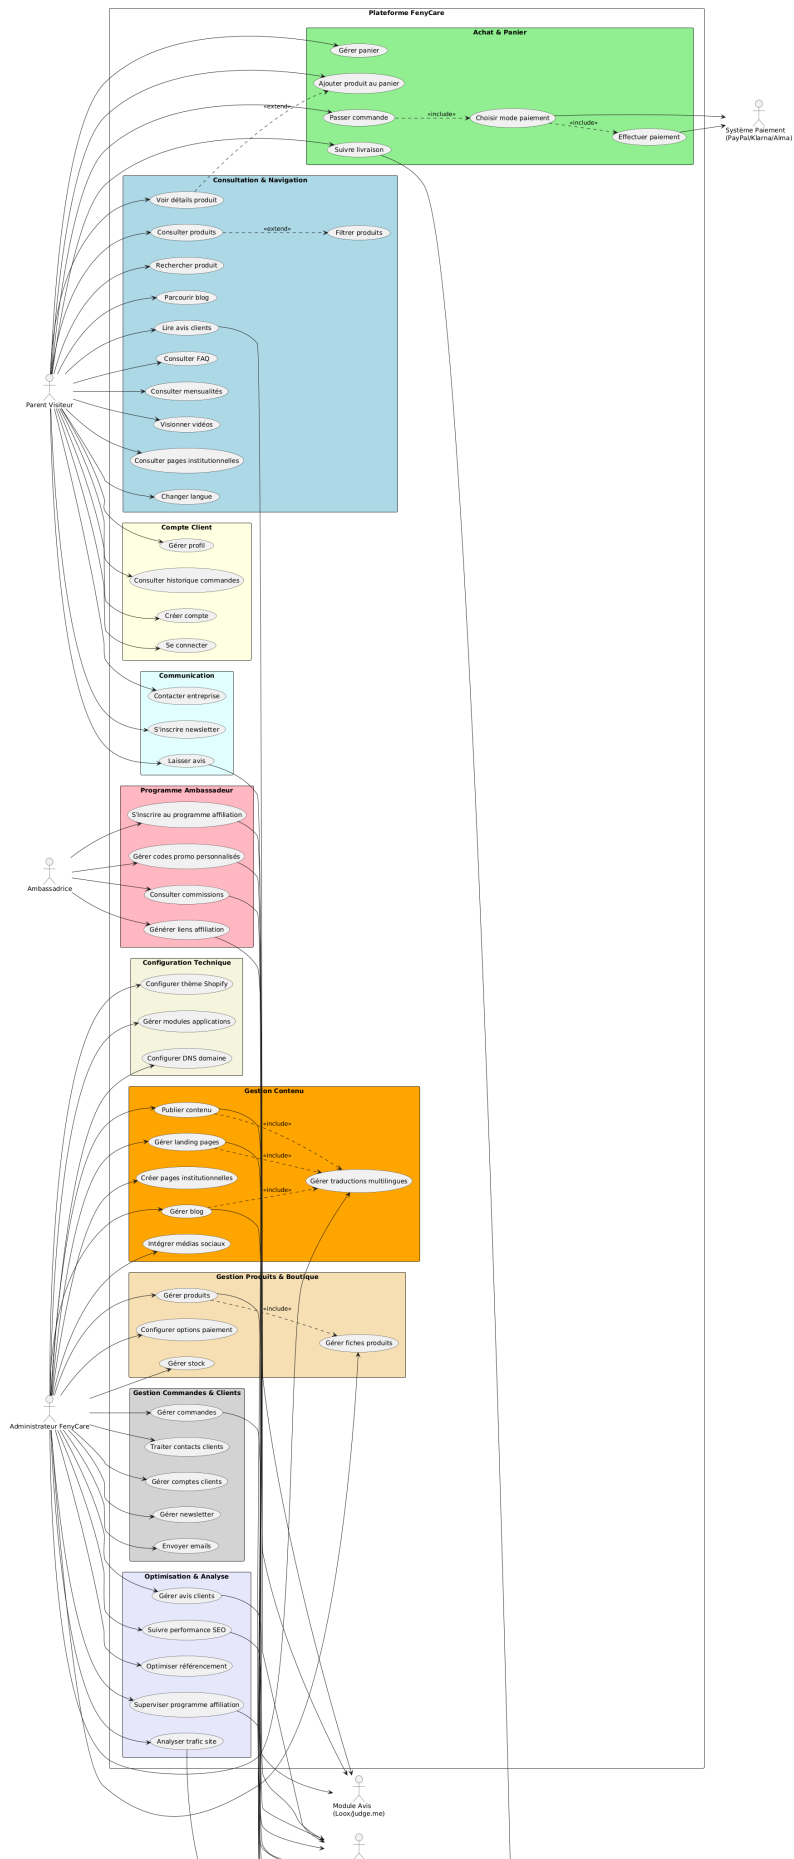 Plateforme FenyCare
Achat & Panier
Gérer panier
Ajouter produit au panier
«extend»
Passer commande
«include»
Choisir mode paiement
«include»
Effectuer paiement
Suivre livraison
Système Paiement
(PayPal/Klarna/Alma)
Consultation & Navigation
Voir détails produit
Consulter produits
«extend»
Filtrer produits
Rechercher produit
Parcourir blog
Lire avis clients
Consulter FAQ
Consulter mensualités
Visionner vidéos
Consulter pages institutionnelles
Changer langue
Parent Visiteur
Compte Client
Gérer profil
Consulter historique commandes
Créer compte
Se connecter
Communication
Contacter entreprise
S'inscrire newsletter
Laisser avis
Programme Ambassadeur
S'inscrire au programme affiliation
Gérer codes promo personnalisés
Consulter commissions
Générer liens affiliation
Ambassadrice
Configuration Technique
Configurer thème Shopify
Gérer modules applications
Configurer DNS domaine
Gestion Contenu
Publier contenu
«include»
Gérer landing pages
«include»
Créer pages institutionnelles
Gérer traductions multilingues
«include»
Gérer blog
Intégrer médias sociaux
Gestion Produits & Boutique
Gérer produits
«include»
Configurer options paiement
Gérer fiches produits
Gérer stock
Administrateur FenyCare
Gestion Commandes & Clients
Gérer commandes
Traiter contacts clients
Gérer comptes clients
Gérer newsletter
Envoyer emails
Optimisation & Analyse
Gérer avis clients
Suivre performance SEO
Optimiser référencement
Superviser programme affiliation
Analyser trafic site
Module Avis
(Loox/Judge.me)